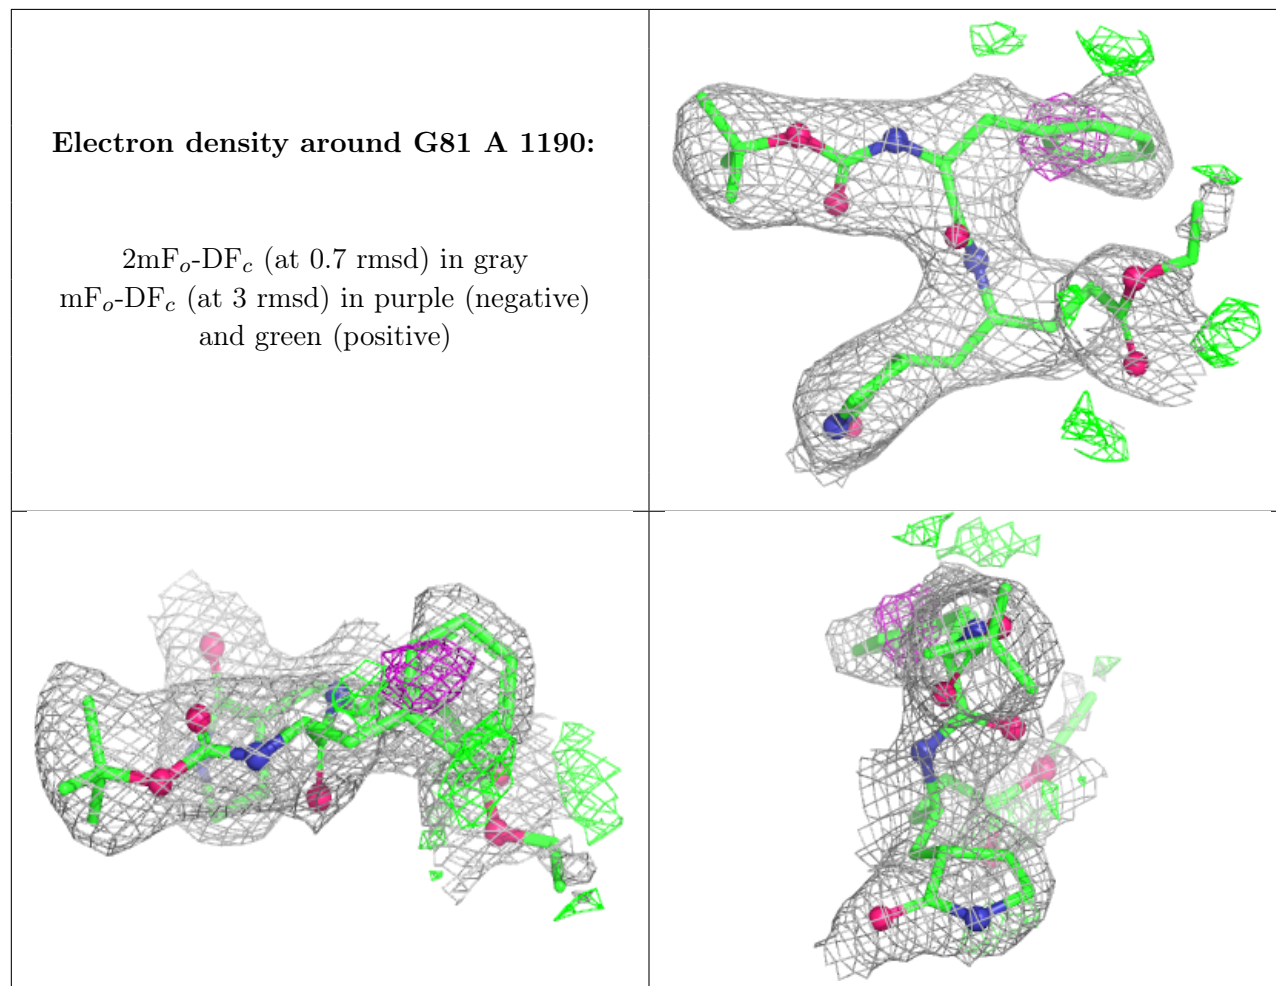 Electron density around G81 A 1190:
2mFo-DFc (at 0.7 rmsd) in gray
mFo-DFc (at 3 rmsd) in purple (negative)
and green (positive)